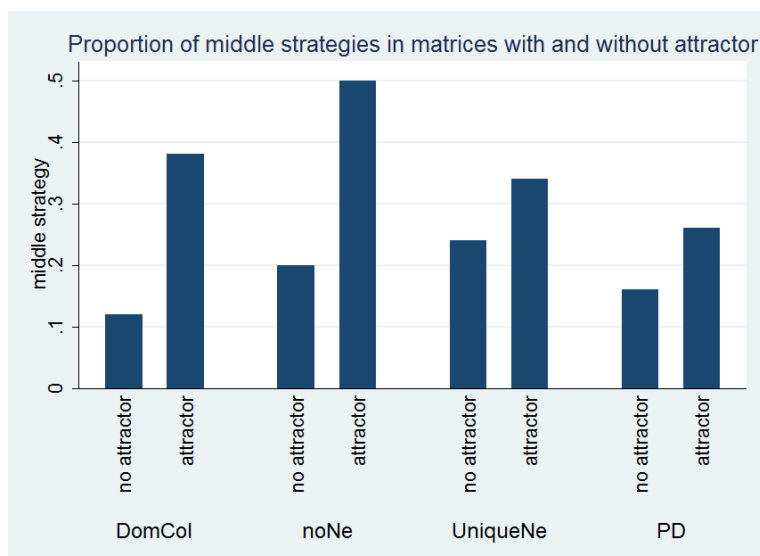 Proportion of middle strategies in matrices with and without attractor
middle strategy
.5
.4
.3
.2
.1
0
no attractor
attractor
no attractor
attractor
no attractor
attractor
no attractor
attractor
DomCol noNe UniqueNe PD